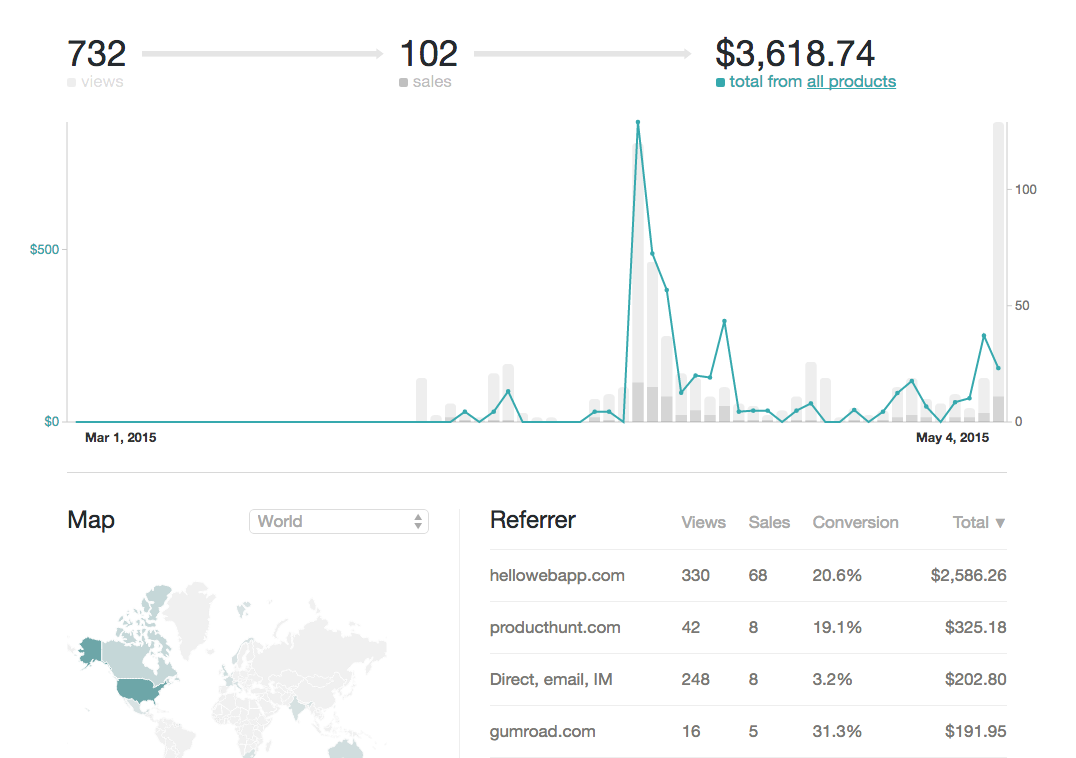 732 102 $3,618.74
views sales total from all products
100
$500
50
$0 0
Mar 1, 2015 May 4, 2015
Map World Referrer Views Sales Conversion Total ▼
hellowebapp.com 330 68 20.6% $2,586.26
producthunt.com 42 8 19.1% $325.18
Direct, email, IM 248 8 3.2% $202.80
gumroad.com 16 5 31.3% $191.95